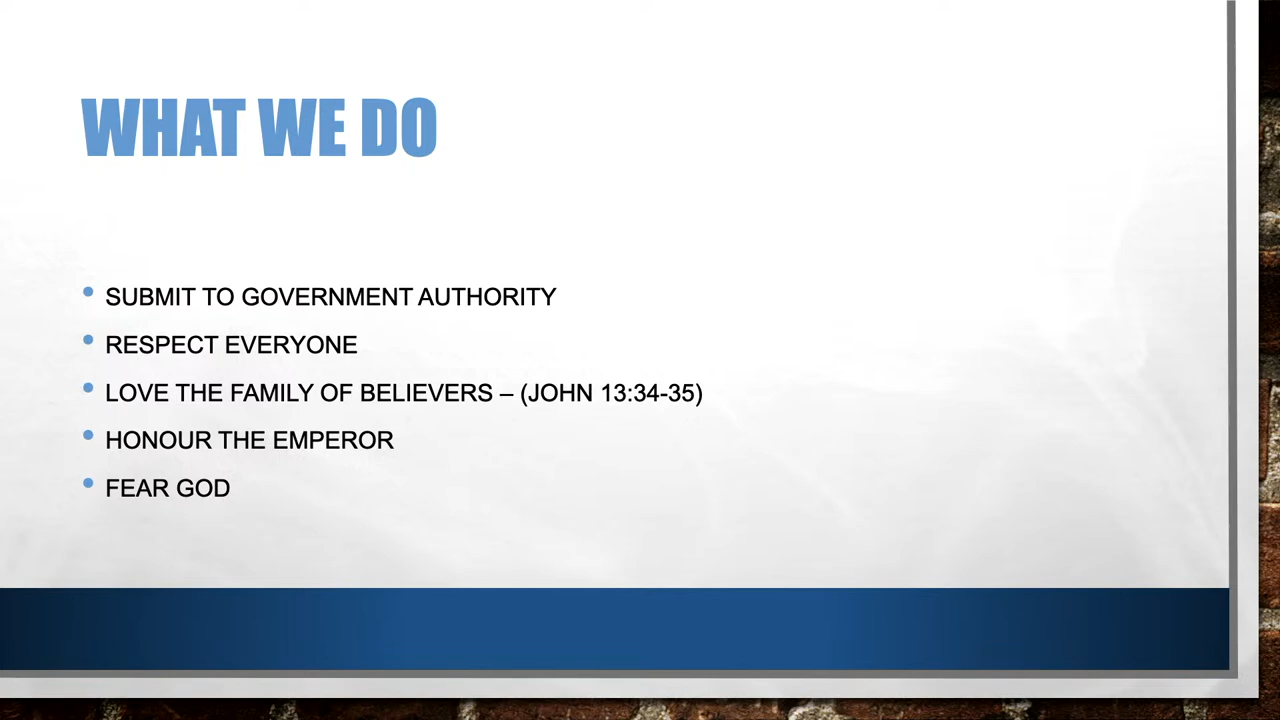 WHAT WE DO
• SUBMIT TO GOVERNMENT AUTHORITY
• RESPECT EVERYONE
• LOVE THE FAMILY OF BELIEVERS – (JOHN 13:34-35)
• HONOUR THE EMPEROR
• FEAR GOD